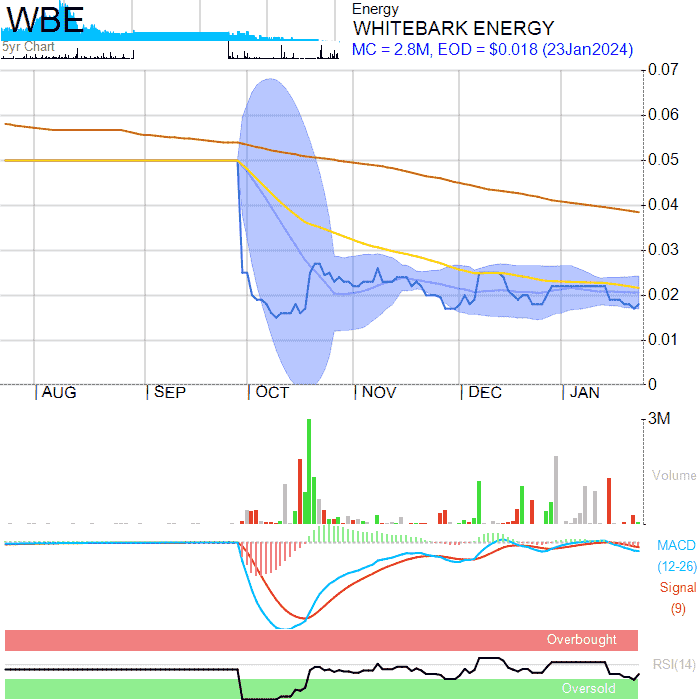 WBE
5yr Chart
Energy
WHITEBARK ENERGY
MC = 2.8M, EOD = $0.018 (23Jan2024)
0.07
0.06
0.05
0.04
0.03
0.02
0.01
0
AUG SEP OCT NOV DEC JAN
3M
Volume
MACD
(12-26)
Signal
(9)
Overbought
RSI(14)
Oversold